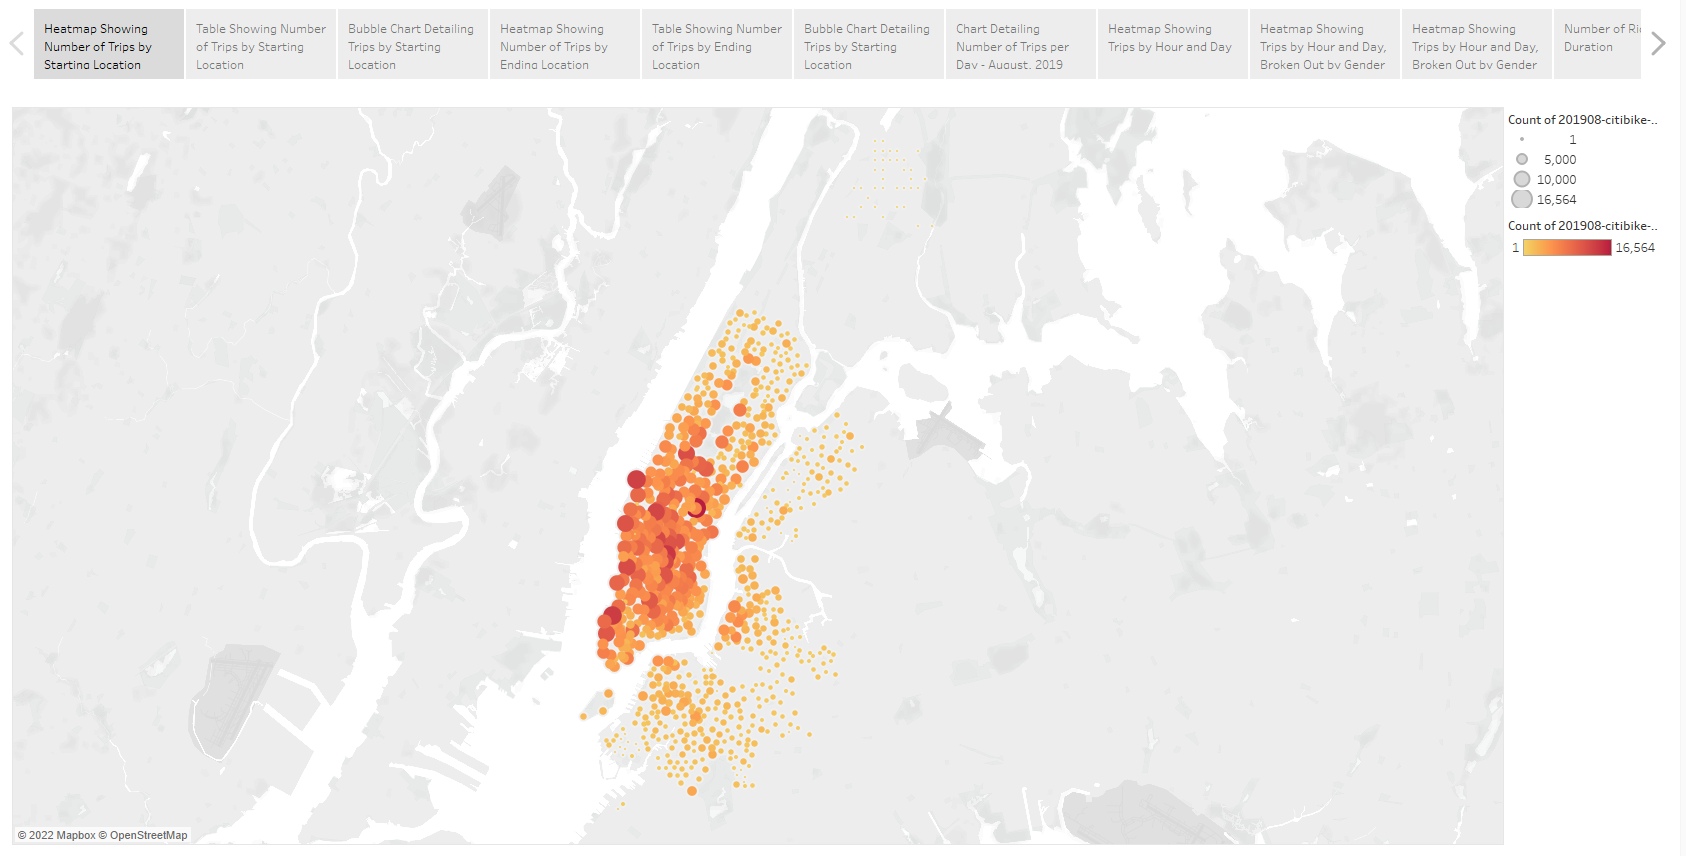 Heatmap Showing
Number of Trips by
Starting Location
Table Showing Number
of Trips by Starting
Location
Bubble Chart Detailing
Trips by Starting
Location
Heatmap Showing
Number of Trips by
Ending Location
Table Showing Number
of Trips by Ending
Location
Bubble Chart Detailing
Trips by Starting
Location
Chart Detailing
Number of Trips per
Day - August, 2019
Heatmap Showing
Trips by Hour and Day
Heatmap Showing
Trips by Hour and Day,
Broken Out by Gender
Heatmap Showing
Trips by Hour and Day,
Broken Out by Gender
Number of Ri
Duration
Count of 201908-citibike-..
1
5,000
10,000
16,564
Count of 201908-citibike-..
1 16,564
© 2022 Mapbox © OpenStreetMap